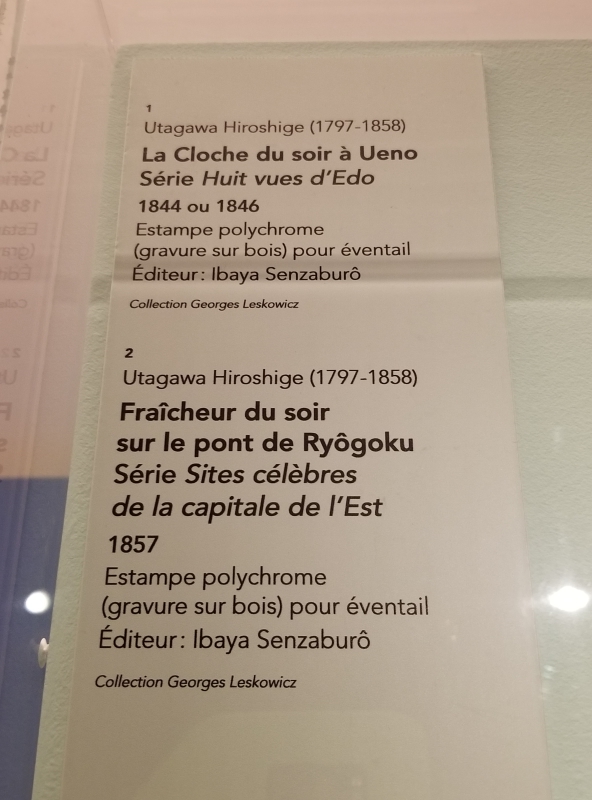 1
Utagawa Hiroshige (1797-1858)
La Cloche du soir à Ueno
Série Huit vues d'Edo
1844 ou 1846
Estampe polychrome
(gravure sur bois) pour éventail
Éditeur : Ibaya Senzaburô
Collection Georges Leskowicz
2
Utagawa Hiroshige (1797-1858)
Fraîcheur du soir
sur le pont de Ryôgoku
Série Sites célèbres
de la capitale de l'Est
1857
Estampe polychrome
(gravure sur bois) pour éventail
Éditeur : Ibaya Senzaburô
Collection Georges Leskowicz